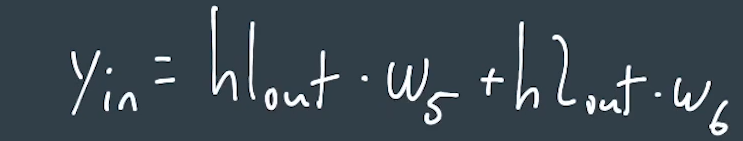 y_in = h1_out · w_5 + h2_out · w_6